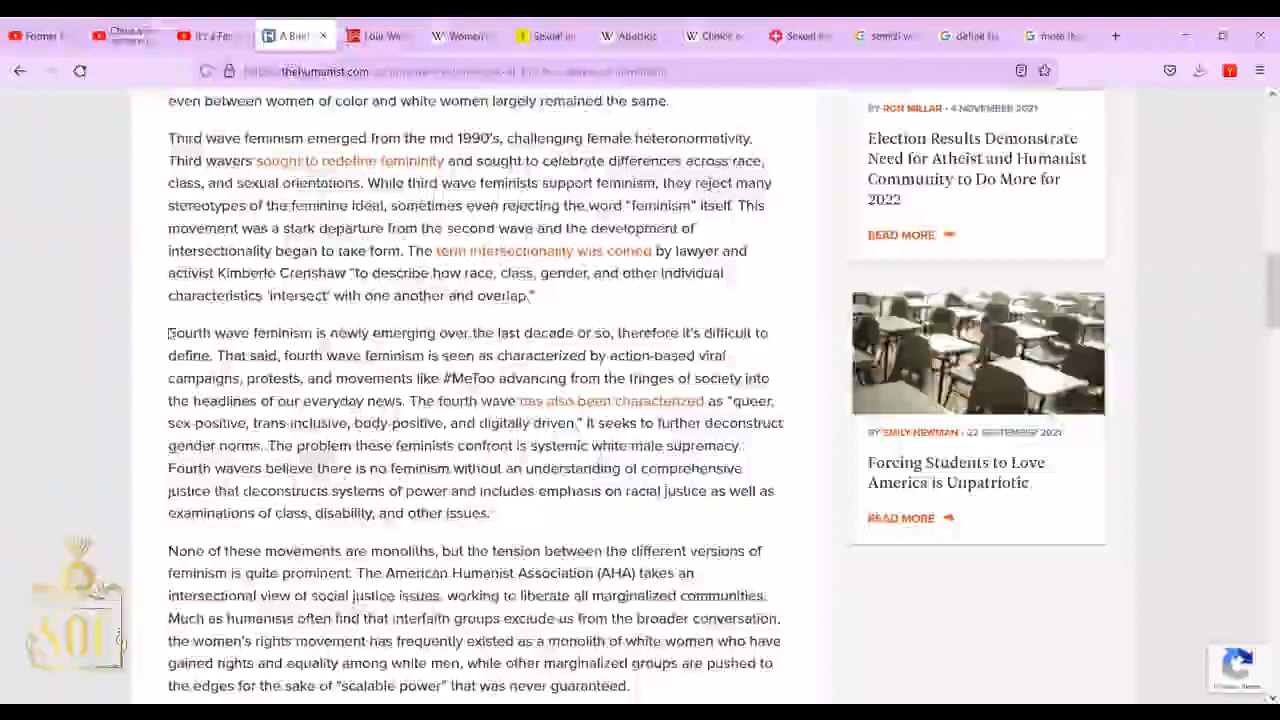 Former
It's a Fa
A Brief
Women'
Sexual
Choice
Sexual
define
more
thehumanist.com
even between women of color and white women largely remained the same.
Third wave feminism emerged from the mid 1990's, challenging female heteronormativity.
Third wavers sought to redefine femininity and sought to celebrate differences across race,
class, and sexual orientations. While third wave feminists support feminism, they reject many
stereotypes of the feminine ideal, sometimes even rejecting the word "feminism" itself. This
movement was a stark departure from the second wave and the development of
intersectionality began to take form. The term intersectionality was coined by lawyer and
activist Kimberle Crenshaw "to describe how race, class, gender, and other individual
characteristics 'intersect' with one another and overlap."
Fourth wave feminism is newly emerging over the last decade or so, therefore it's difficult to
define. That said, fourth wave feminism is seen as characterized by action-based viral
campaigns, protests, and movements like #MeToo advancing from the fringes of society into
the headlines of our everyday news. The fourth wave has also been characterized as "queer,
sex-positive, trans-inclusive, body-positive, and digitally driven." It seeks to further deconstruct
gender norms. The problem these feminists confront is systemic white male supremacy.
Fourth wavers believe there is no feminism without an understanding of comprehensive
justice that deconstructs systems of power and includes emphasis on racial justice as well as
examinations of class, disability, and other issues.
None of these movements are monoliths, but the tension between the different versions of
feminism is quite prominent. The American Humanist Association (AHA) takes an
intersectional view of social justice issues, working to liberate all marginalized communities.
Much as humanists often find that interfaith groups exclude us from the broader conversation,
the women's rights movement has frequently existed as a monolith of white women who have
gained rights and equality among white men, while other marginalized groups are pushed to
the edges for the sake of "scalable power" that was never guaranteed.
BY RON MILLAR • 4 NOVEMBER 2021
Election Results Demonstrate
Need for Atheist and Humanist
Community to Do More for
2022
READ MORE
BY EMILY NEWMAN • 22 SEPTEMBER 2021
Forcing Students to Love
America is Unpatriotic
READ MORE